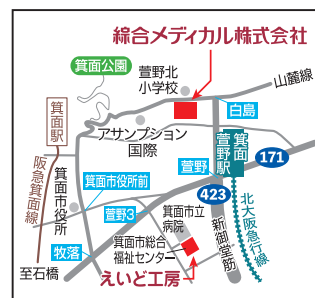 綜合メディカル株式会社
箕面公園
萱野北
小学校
山麓線
白島
箕面駅
アサンプション
国際
箕面
萱野駅
171
萱野
阪急箕面線
箕面市役所
箕面市役所前
423
萱野3
箕面市立
病院
北大阪急行線
新御堂筋
牧落
箕面市総合
福祉センター
至石橋
えいど工房